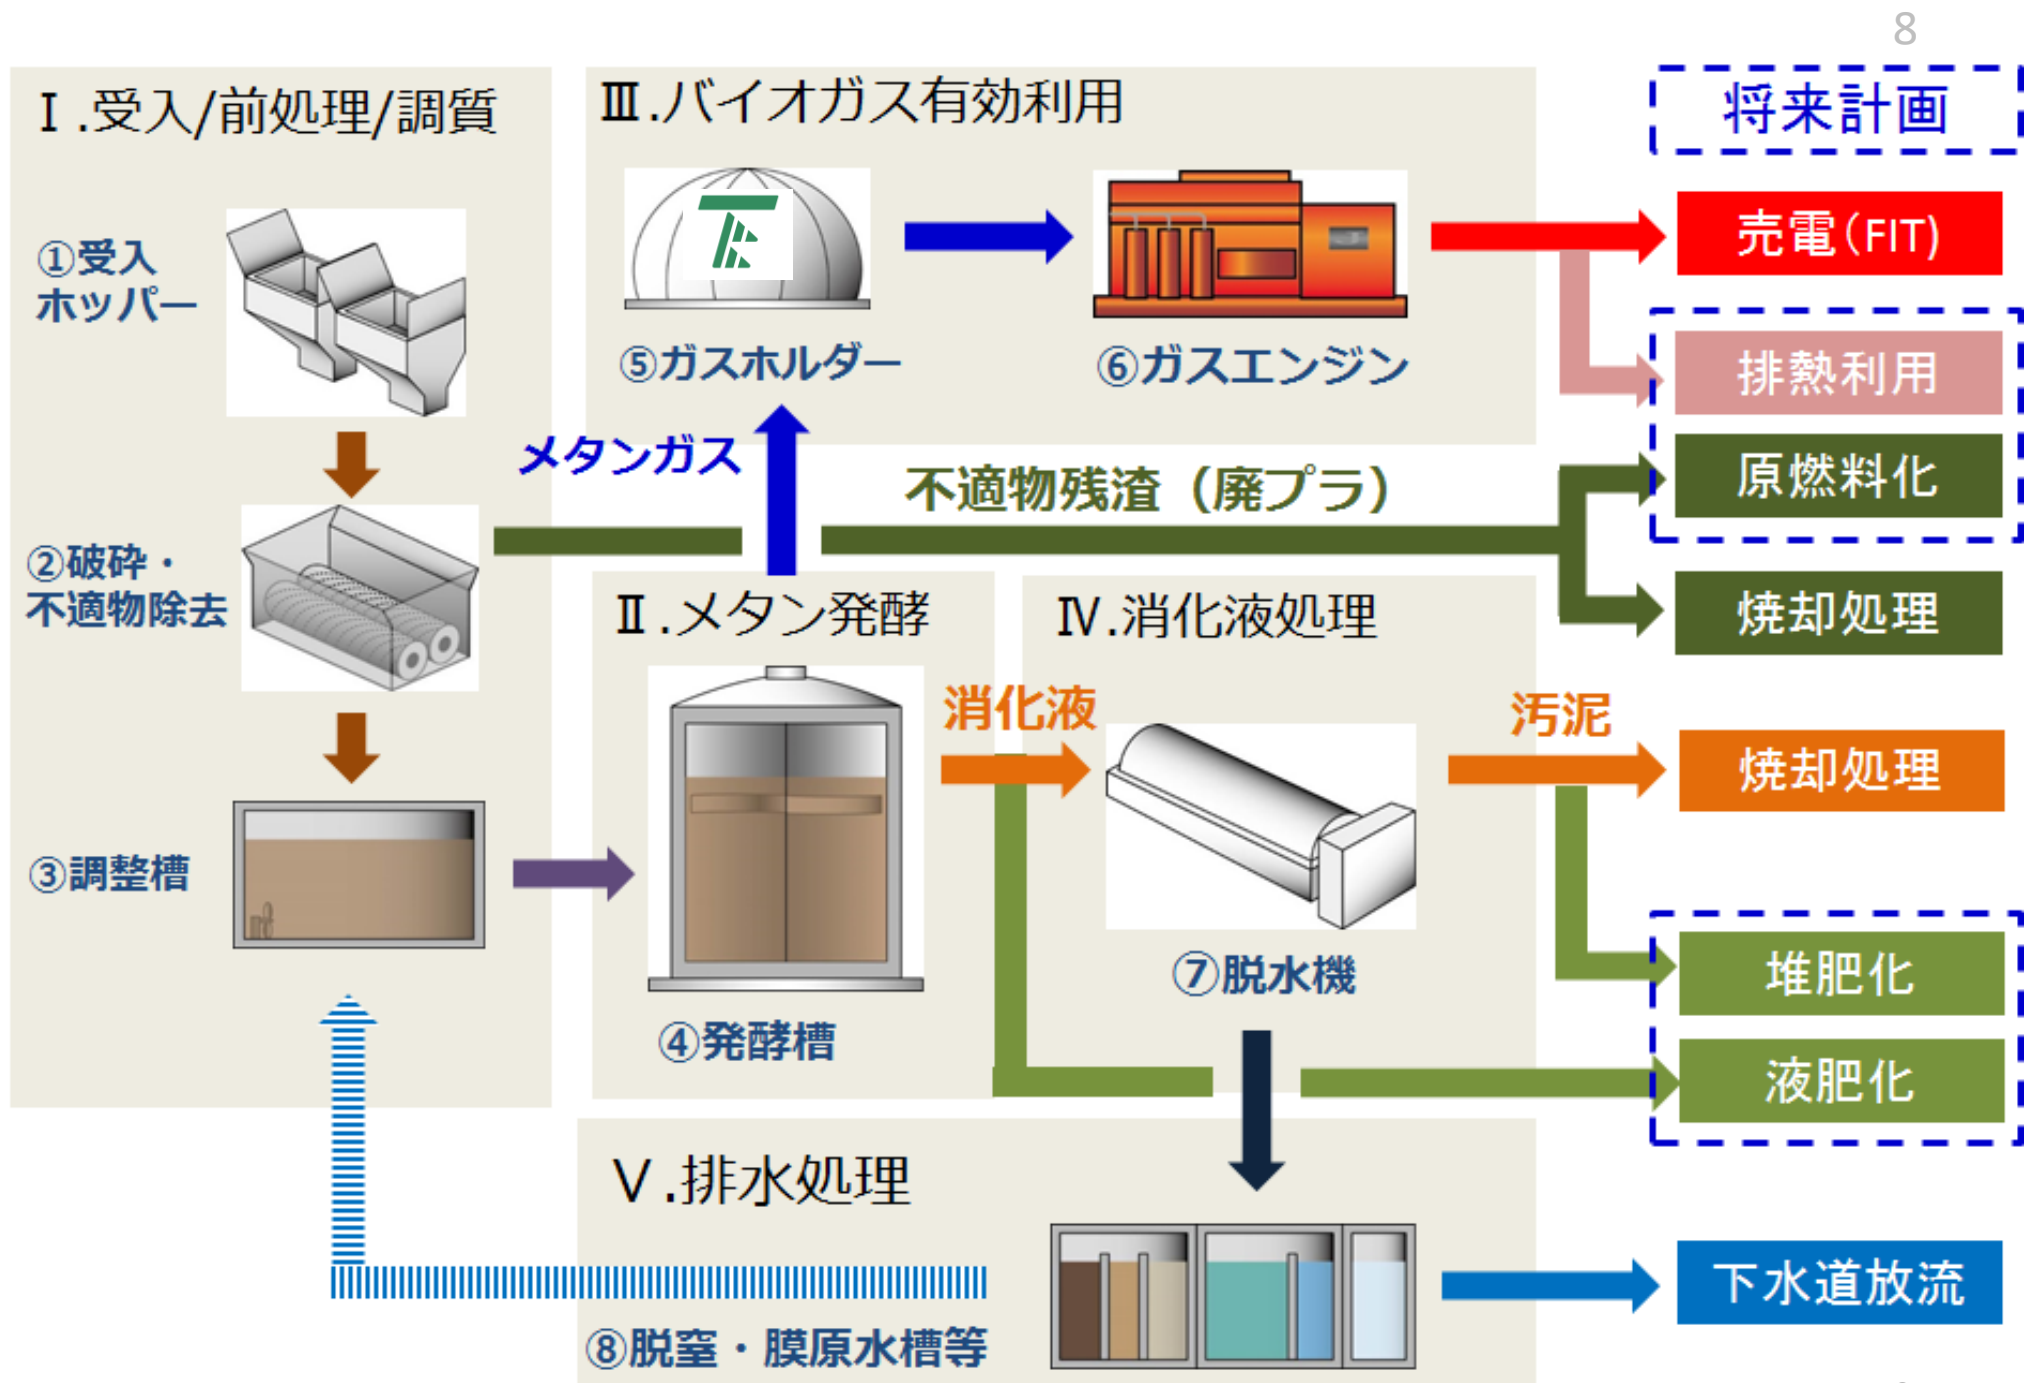 8
Ⅰ.受入/前処理/調質
①受入
ホッパー
②破砕・
不適物除去
③調整槽
Ⅲ.バイオガス有効利用
⑤ガスホルダー
⑥ガスエンジン
メタンガス
不適物残渣（廃プラ）
Ⅱ.メタン発酵
④発酵槽
消化液
Ⅳ.消化液処理
⑦脱水機
汚泥
Ⅴ.排水処理
⑧脱窒・膜原水槽等
将来計画
売電（FIT)
排熱利用
原燃料化
焼却処理
焼却処理
堆肥化
液肥化
下水道放流